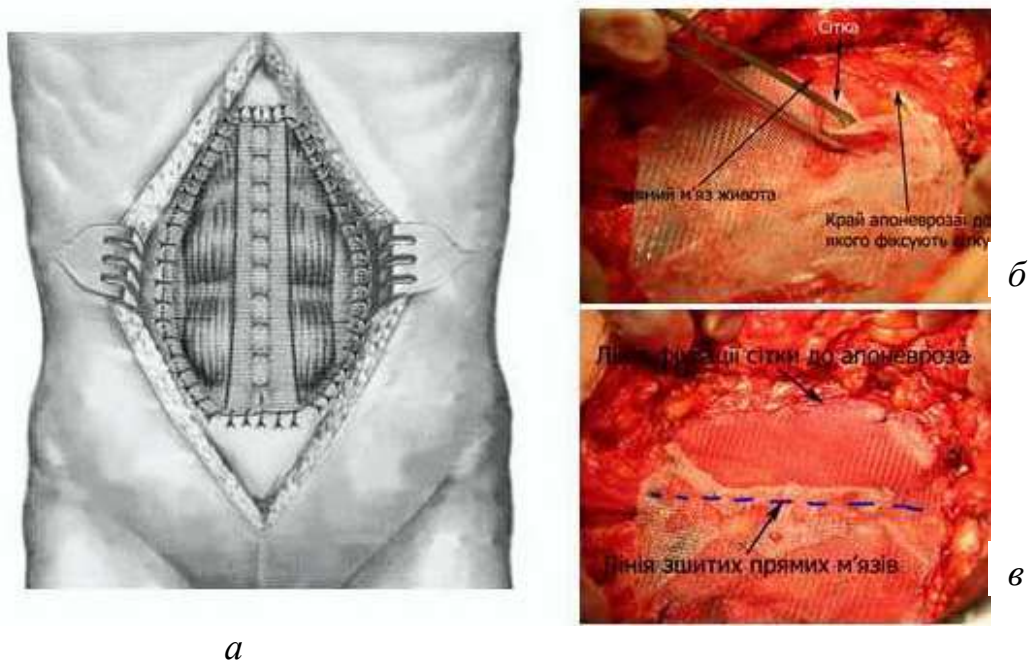 Сітка
м'яз живота
Край апоневроза до
якого фіксують сітку
б
Лінія фіксації сітки до апоневроза
Лінія зшитих прямих м'язів
в
а